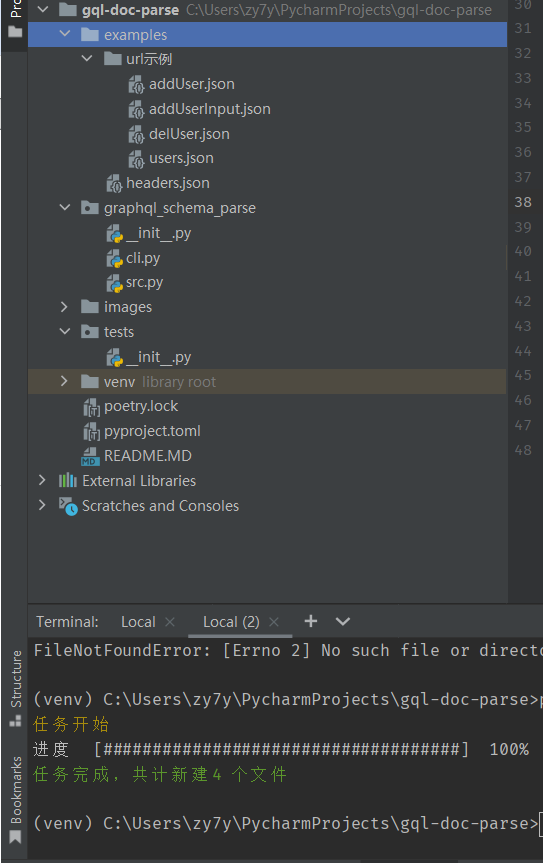 Pro
gql-doc-parse C:\Users\zy7y\PycharmProjects\gql-doc-parse
examples
url示例
addUser.json
addUserInput.json
delUser.json
users.json
headers.json
graphql_schema_parse
__init__.py
cli.py
src.py
images
tests
__init__.py
venv library root
poetry.lock
pyproject.toml
README.MD
External Libraries
Scratches and Consoles
30
31
32
33
34
35
36
37
38
39
40
41
42
43
44
45
46
47
48
Structure
Bookmarks
Terminal: Local Local (2)
FileNotFoundError: [Errno 2] No such file or directo
(venv) C:\Users\zy7y\PycharmProjects\gql-doc-parse>p
任务开始
进度 [####################################] 100%
任务完成，共计新建4 个文件
(venv) C:\Users\zy7y\PycharmProjects\gql-doc-parse>